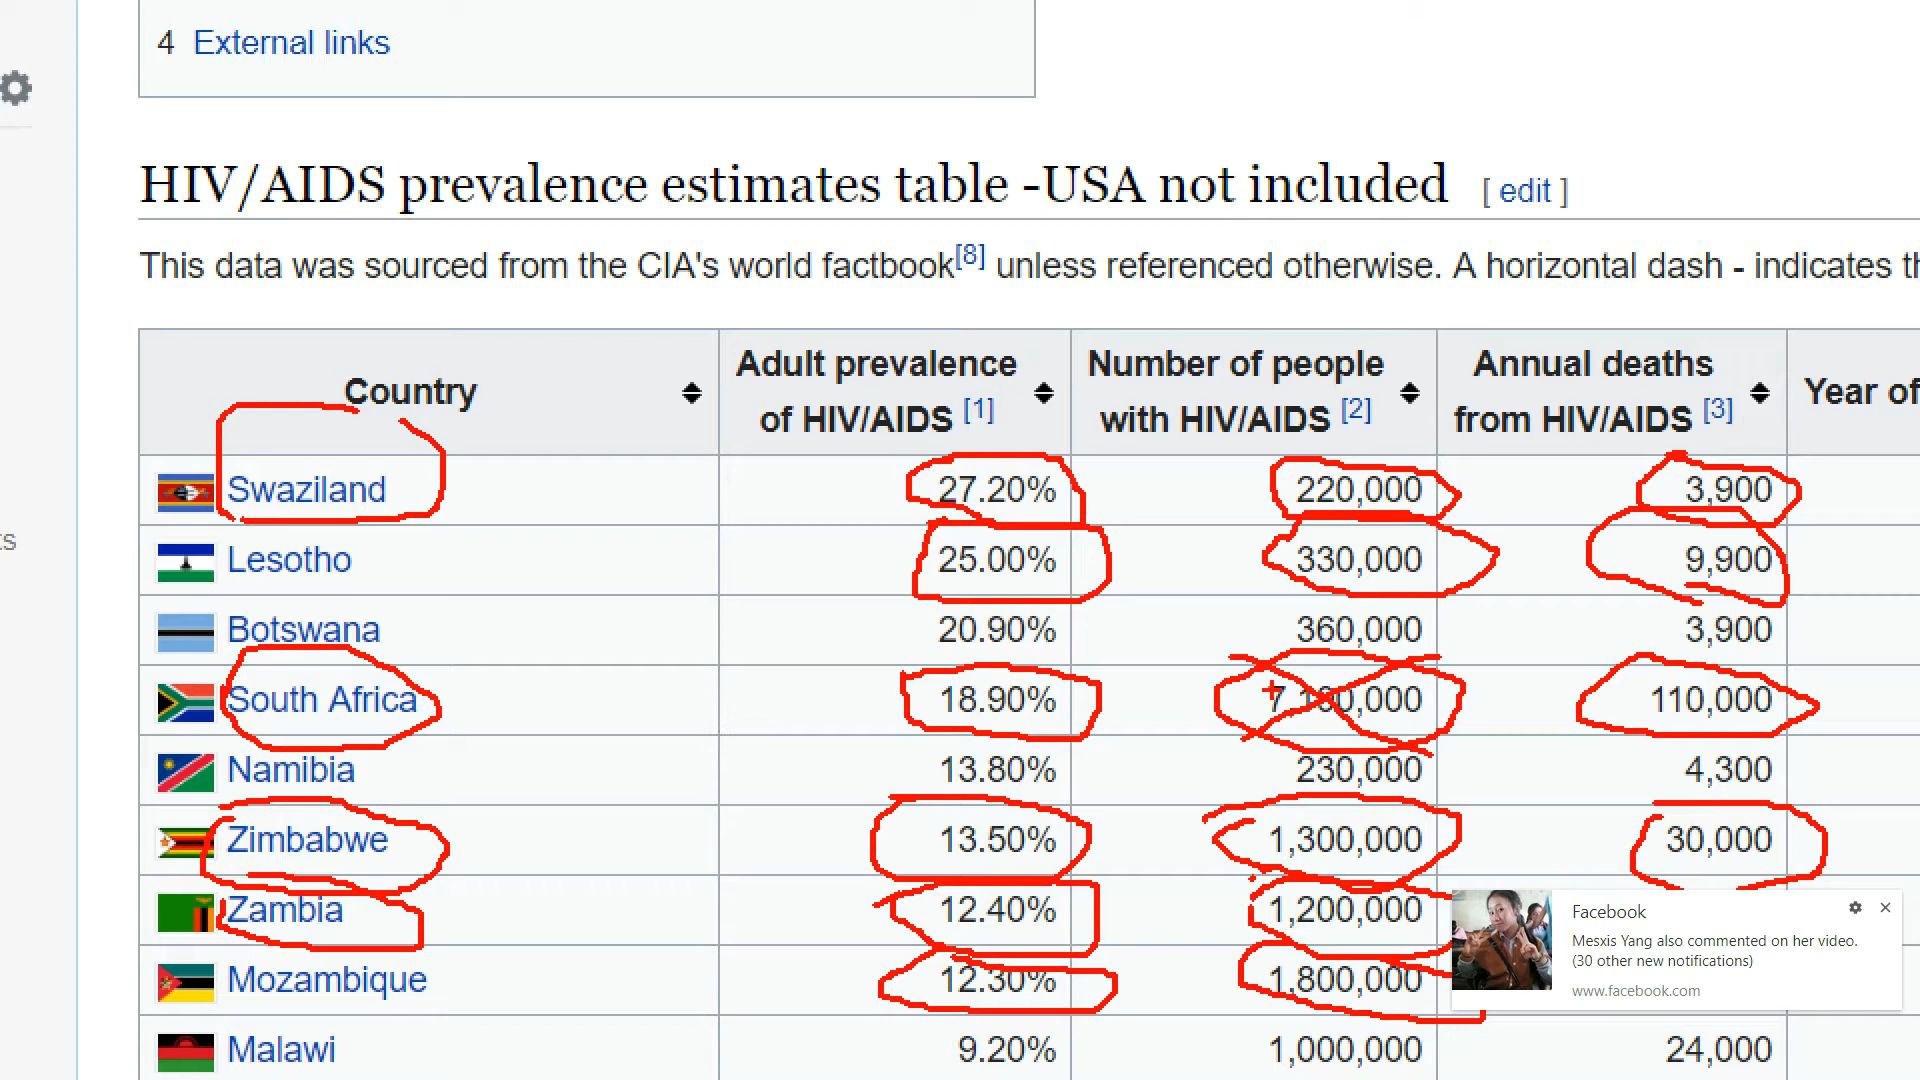 4 External links
HIV/AIDS prevalence estimates table -USA not included [ edit ]
This data was sourced from the CIA's world factbook[8] unless referenced otherwise. A horizontal dash - indicates
Country
Adult prevalence of HIV/AIDS [1]
Number of people with HIV/AIDS [2]
Annual deaths from HIV/AIDS [3]
Year of
Swaziland 27.20% 220,000 3,900
Lesotho 25.00% 330,000 9,900
Botswana 20.90% 360,000 3,900
South Africa 18.90% 7,100,000 110,000
Namibia 13.80% 230,000 4,300
Zimbabwe 13.50% 1,300,000 30,000
Zambia 12.40% 1,200,000
Mozambique 12.30% 1,800,000
Malawi 9.20% 1,000,000 24,000
Facebook
Mesxis Yang also commented on her video.
(30 other new notifications)
www.facebook.com